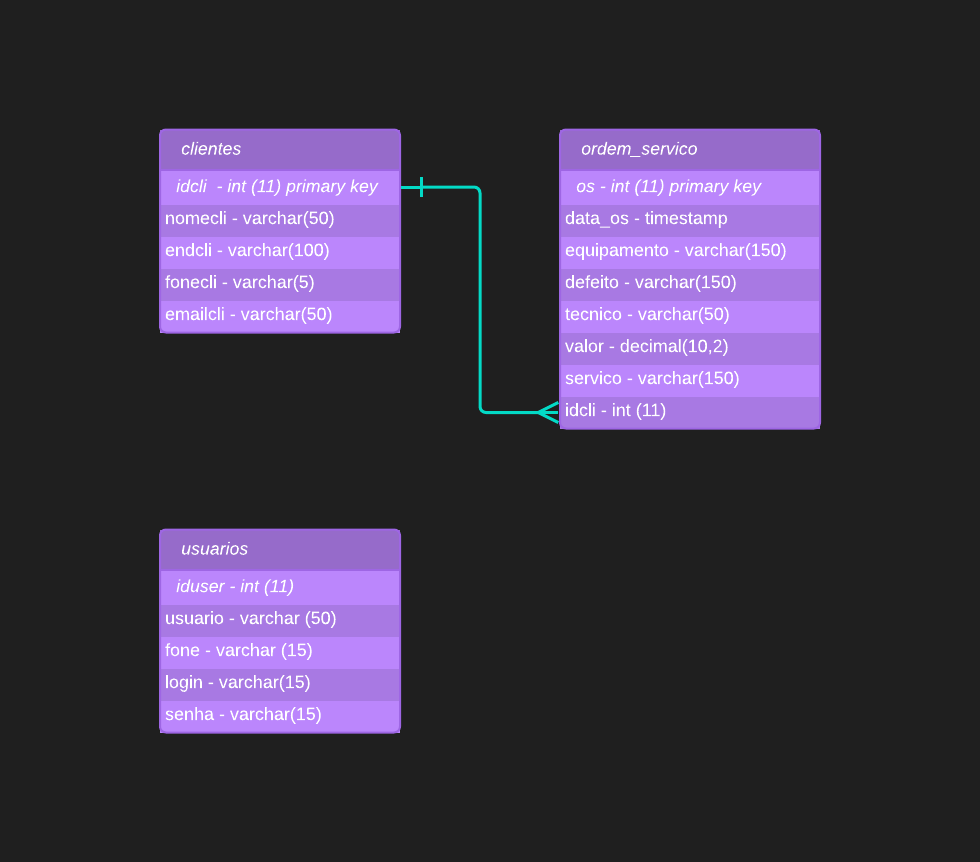 clientes
idcli  - int (11) primary key
nomecli - varchar(50)
endcli - varchar(100)
fonecli - varchar(5)
emailcli - varchar(50)
ordem_servico
os - int (11) primary key
data_os - timestamp
equipamento - varchar(150)
defeito - varchar(150)
tecnico - varchar(50)
valor - decimal(10,2)
servico - varchar(150)
idcli - int (11)
usuarios
iduser - int (11)
usuario - varchar (50)
fone - varchar (15)
login - varchar(15)
senha - varchar(15)